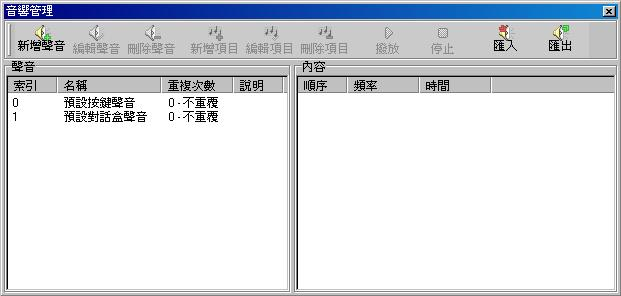 音響管理
新增聲音 編輯聲音 刪除聲音 新增項目 編輯項目 刪除項目 撥放 停止 匯入 匯出
聲音
索引 名稱 重複次數 說明
0 預設按鍵聲音 0-不重覆
1 預設對話盒聲音 0-不重覆
內容
順序 頻率 時間